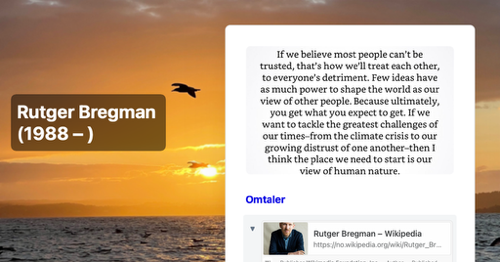 Rutger Bregman
(1988 – )
If we believe most people can't be
trusted, that's how we'll treat each other,
to everyone's detriment. Few ideas have
as much power to shape the world as our
view of other people. Because ultimately,
you get what you expect to get. If we
want to tackle the greatest challenges of
our times–from the climate crisis to our
growing distrust of one another–then I
think the place we need to start is our
view of human nature.
Omtaler
Rutger Bregman – Wikipedia
https://no.wikipedia.org/wiki/Rutger_Br...